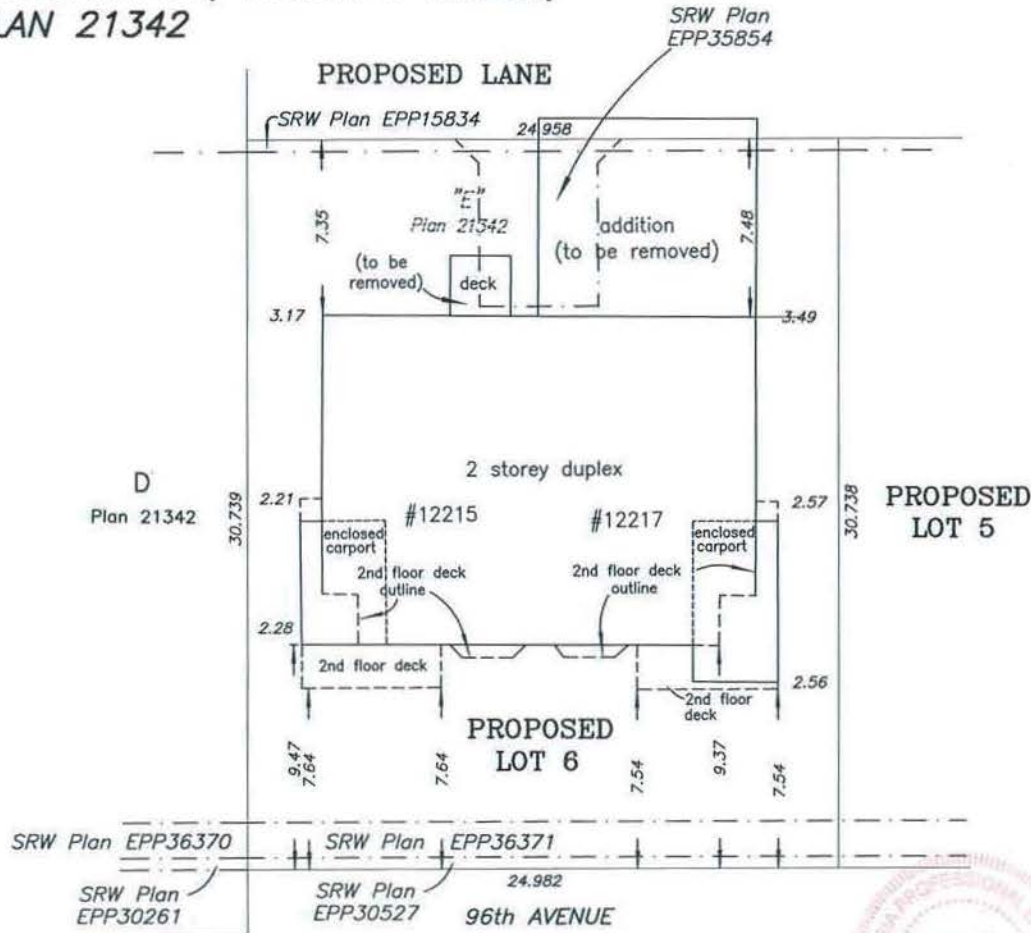 PLAN 21342
SRW Plan
EPP35854
PROPOSED LANE
SRW Plan EPP15834
24.958
7.35
"E"
Plan 21342
addition
(to be removed)
7.48
(to be
removed)
deck
3.17
3.49
2 storey duplex
D
Plan 21342
30.739
2.21
#12215
#12217
2.57
30.738
PROPOSED
LOT 5
enclosed
carport
enclosed
carport
2nd floor deck
outline
2nd floor deck
outline
2.28
2nd floor deck
2.56
2nd floor
deck
PROPOSED
LOT 6
9.47
7.64
7.64
7.54
9.37
7.54
SRW Plan EPP36370
SRW Plan EPP36371
SRW Plan
EPP30261
SRW Plan
EPP30527
24.982
96th AVENUE
PROFESSIONAL